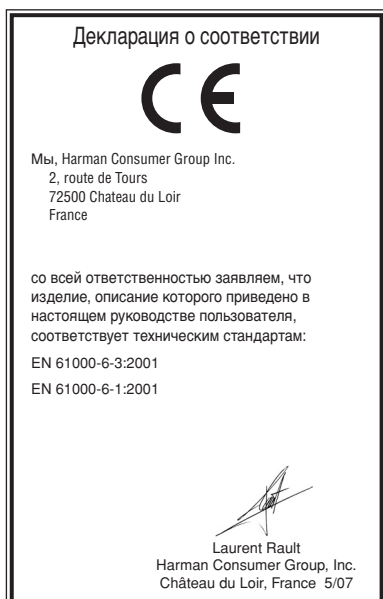 Декларация о соответствии
CE
Мы, Harman Consumer Group Inc.
2, route de Tours
72500 Chateau du Loir
France
со всей ответственностью заявляем, что
изделие, описание которого приведено в
настоящем руководстве пользователя,
соответствует техническим стандартам:
EN 61000-6-3:2001
EN 61000-6-1:2001
Laurent Rault
Harman Consumer Group, Inc.
Château du Loir, France 5/07